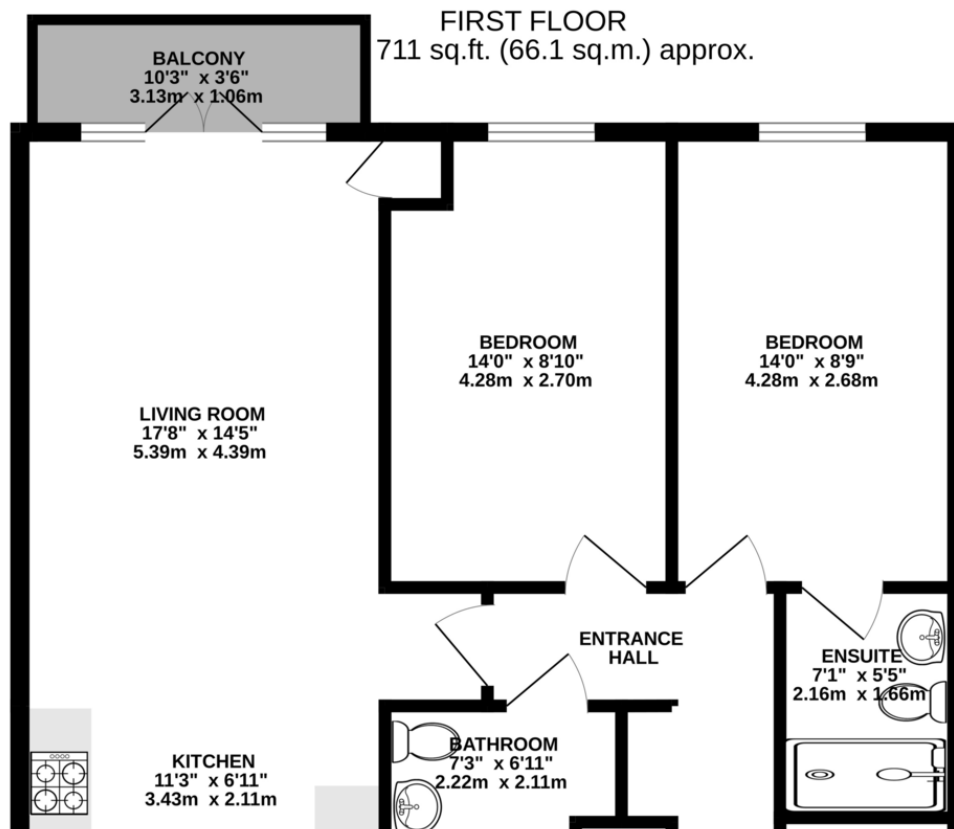 FIRST FLOOR
711 sq.ft. (66.1 sq.m.) approx.
BALCONY
10'3" x 3'6"
3.13m x 1.06m
BEDROOM
14'0" x 8'10"
4.28m x 2.70m
BEDROOM
14'0" x 8'9"
4.28m x 2.68m
LIVING ROOM
17'8" x 14'5"
5.39m x 4.39m
ENTRANCE
HALL
ENSUITE
7'1" x 5'5"
2.16m x 1.66m
BATHROOM
7'3" x 6'11"
2.22m x 2.11m
KITCHEN
11'3" x 6'11"
3.43m x 2.11m